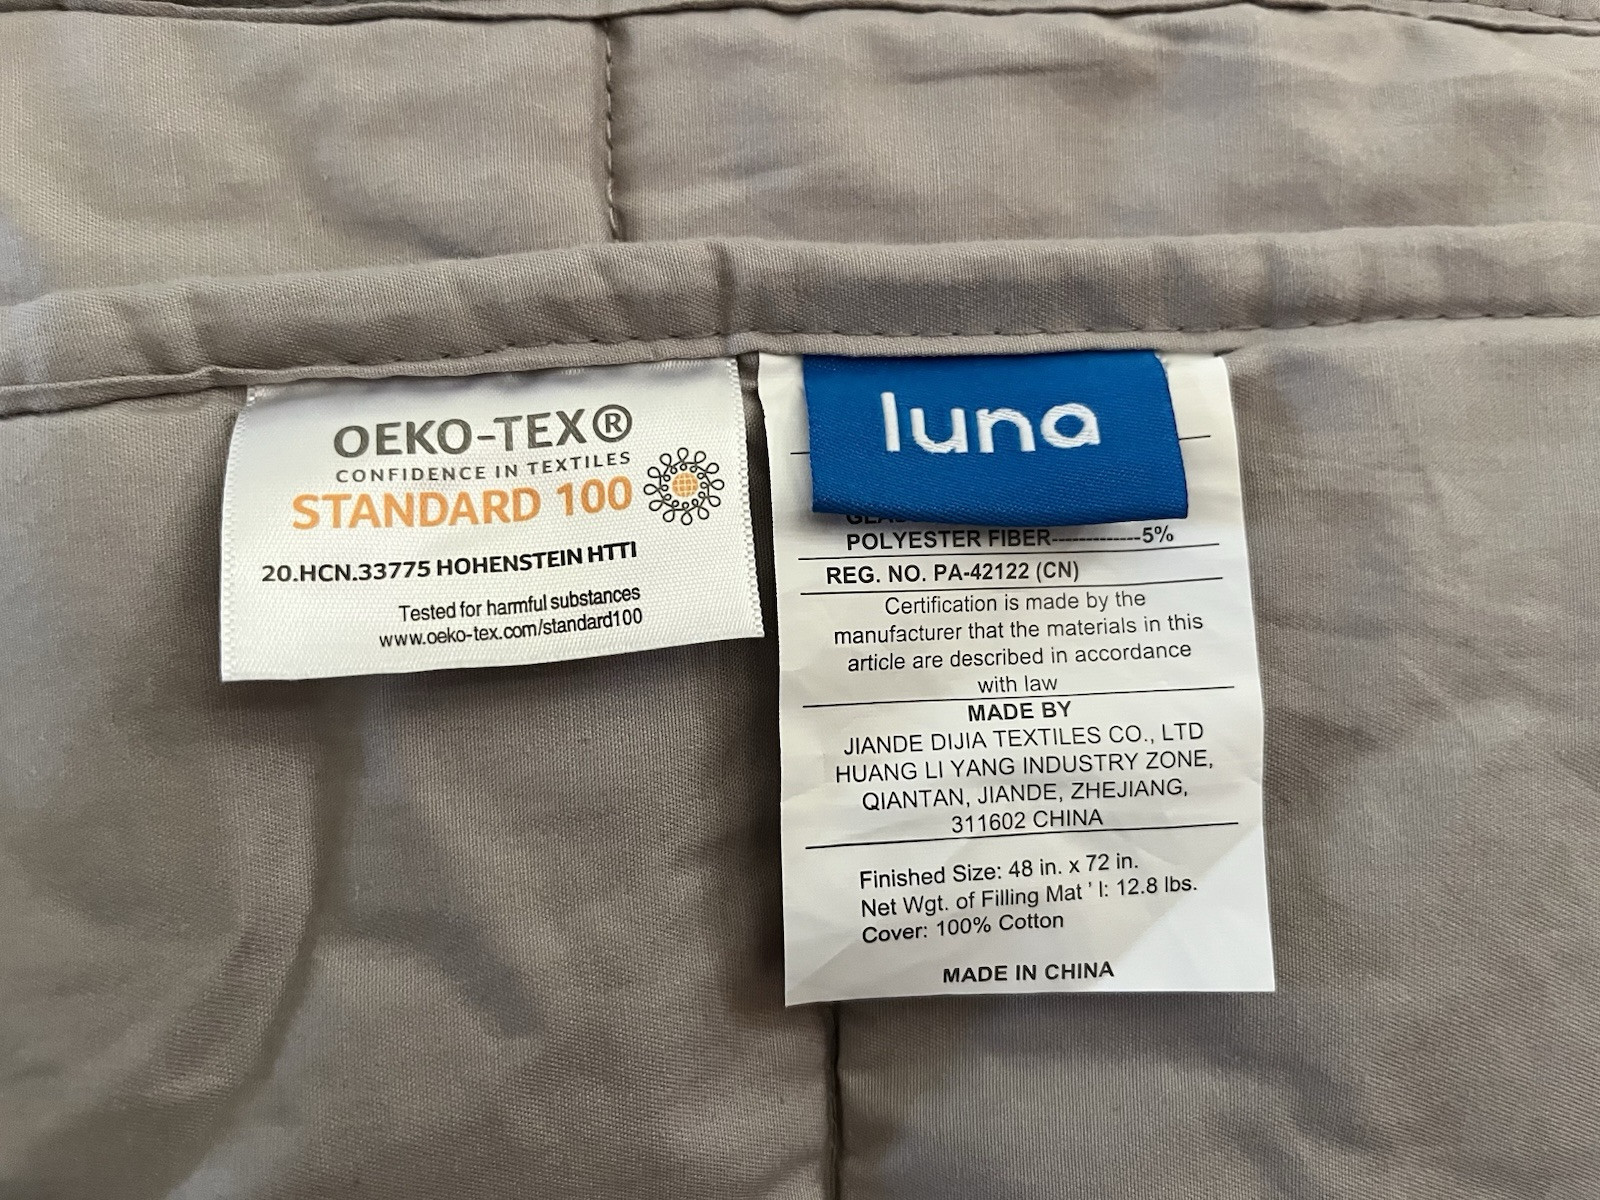 OEKO-TEX®
CONFIDENCE IN TEXTILES
STANDARD 100
20.HCN.33775 HOHENSTEIN HTTI
Tested for harmful substances
www.oeko-tex.com/standard100
luna
POLYESTER FIBER-------------5%
REG. NO. PA-42122 (CN)
Certification is made by the
manufacturer that the materials in this
article are described in accordance
with law
MADE BY
JIANDE DIJIA TEXTILES CO., LTD
HUANG LI YANG INDUSTRY ZONE,
QIANTAN, JIANDE, ZHEJIANG,
311602 CHINA
Finished Size: 48 in. x 72 in.
Net Wgt. of Filling Mat ' l: 12.8 lbs.
Cover: 100% Cotton
MADE IN CHINA